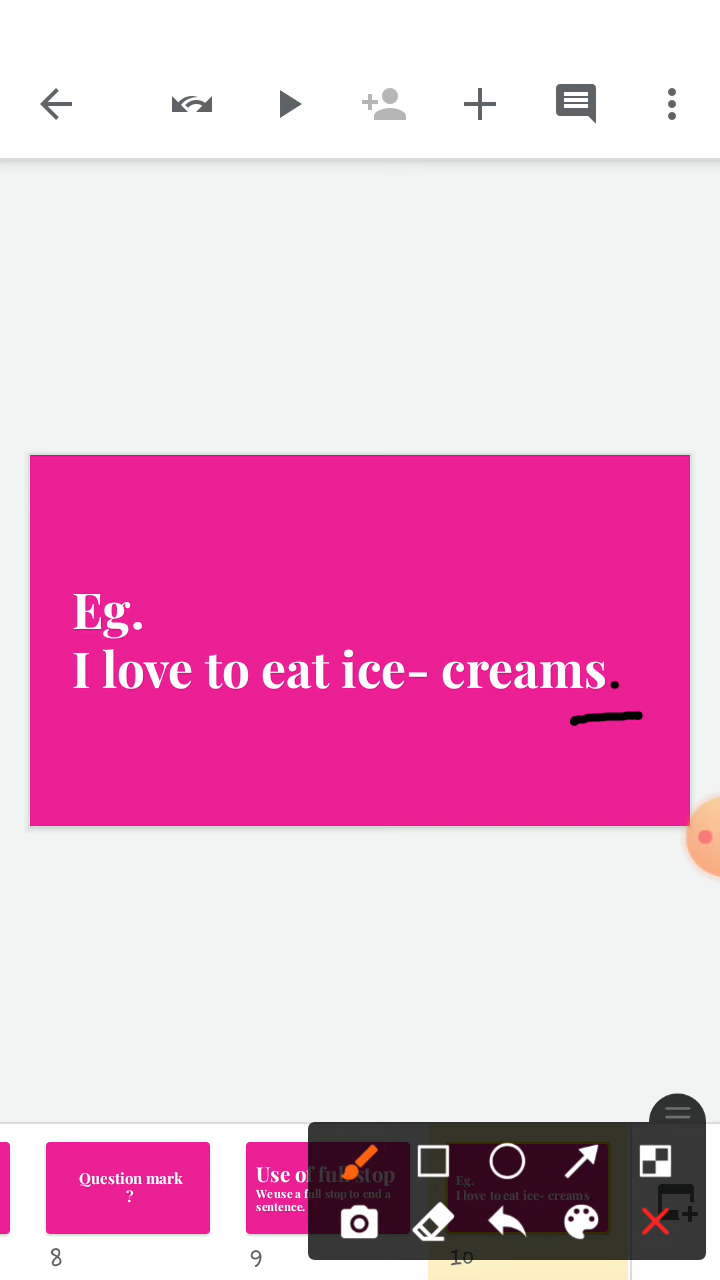 Eg.
I love to eat ice- creams.
Question mark
?
Use of full stop
We use a full stop to end a
sentence.
Eg.
I love to eat ice- creams
8
9
10